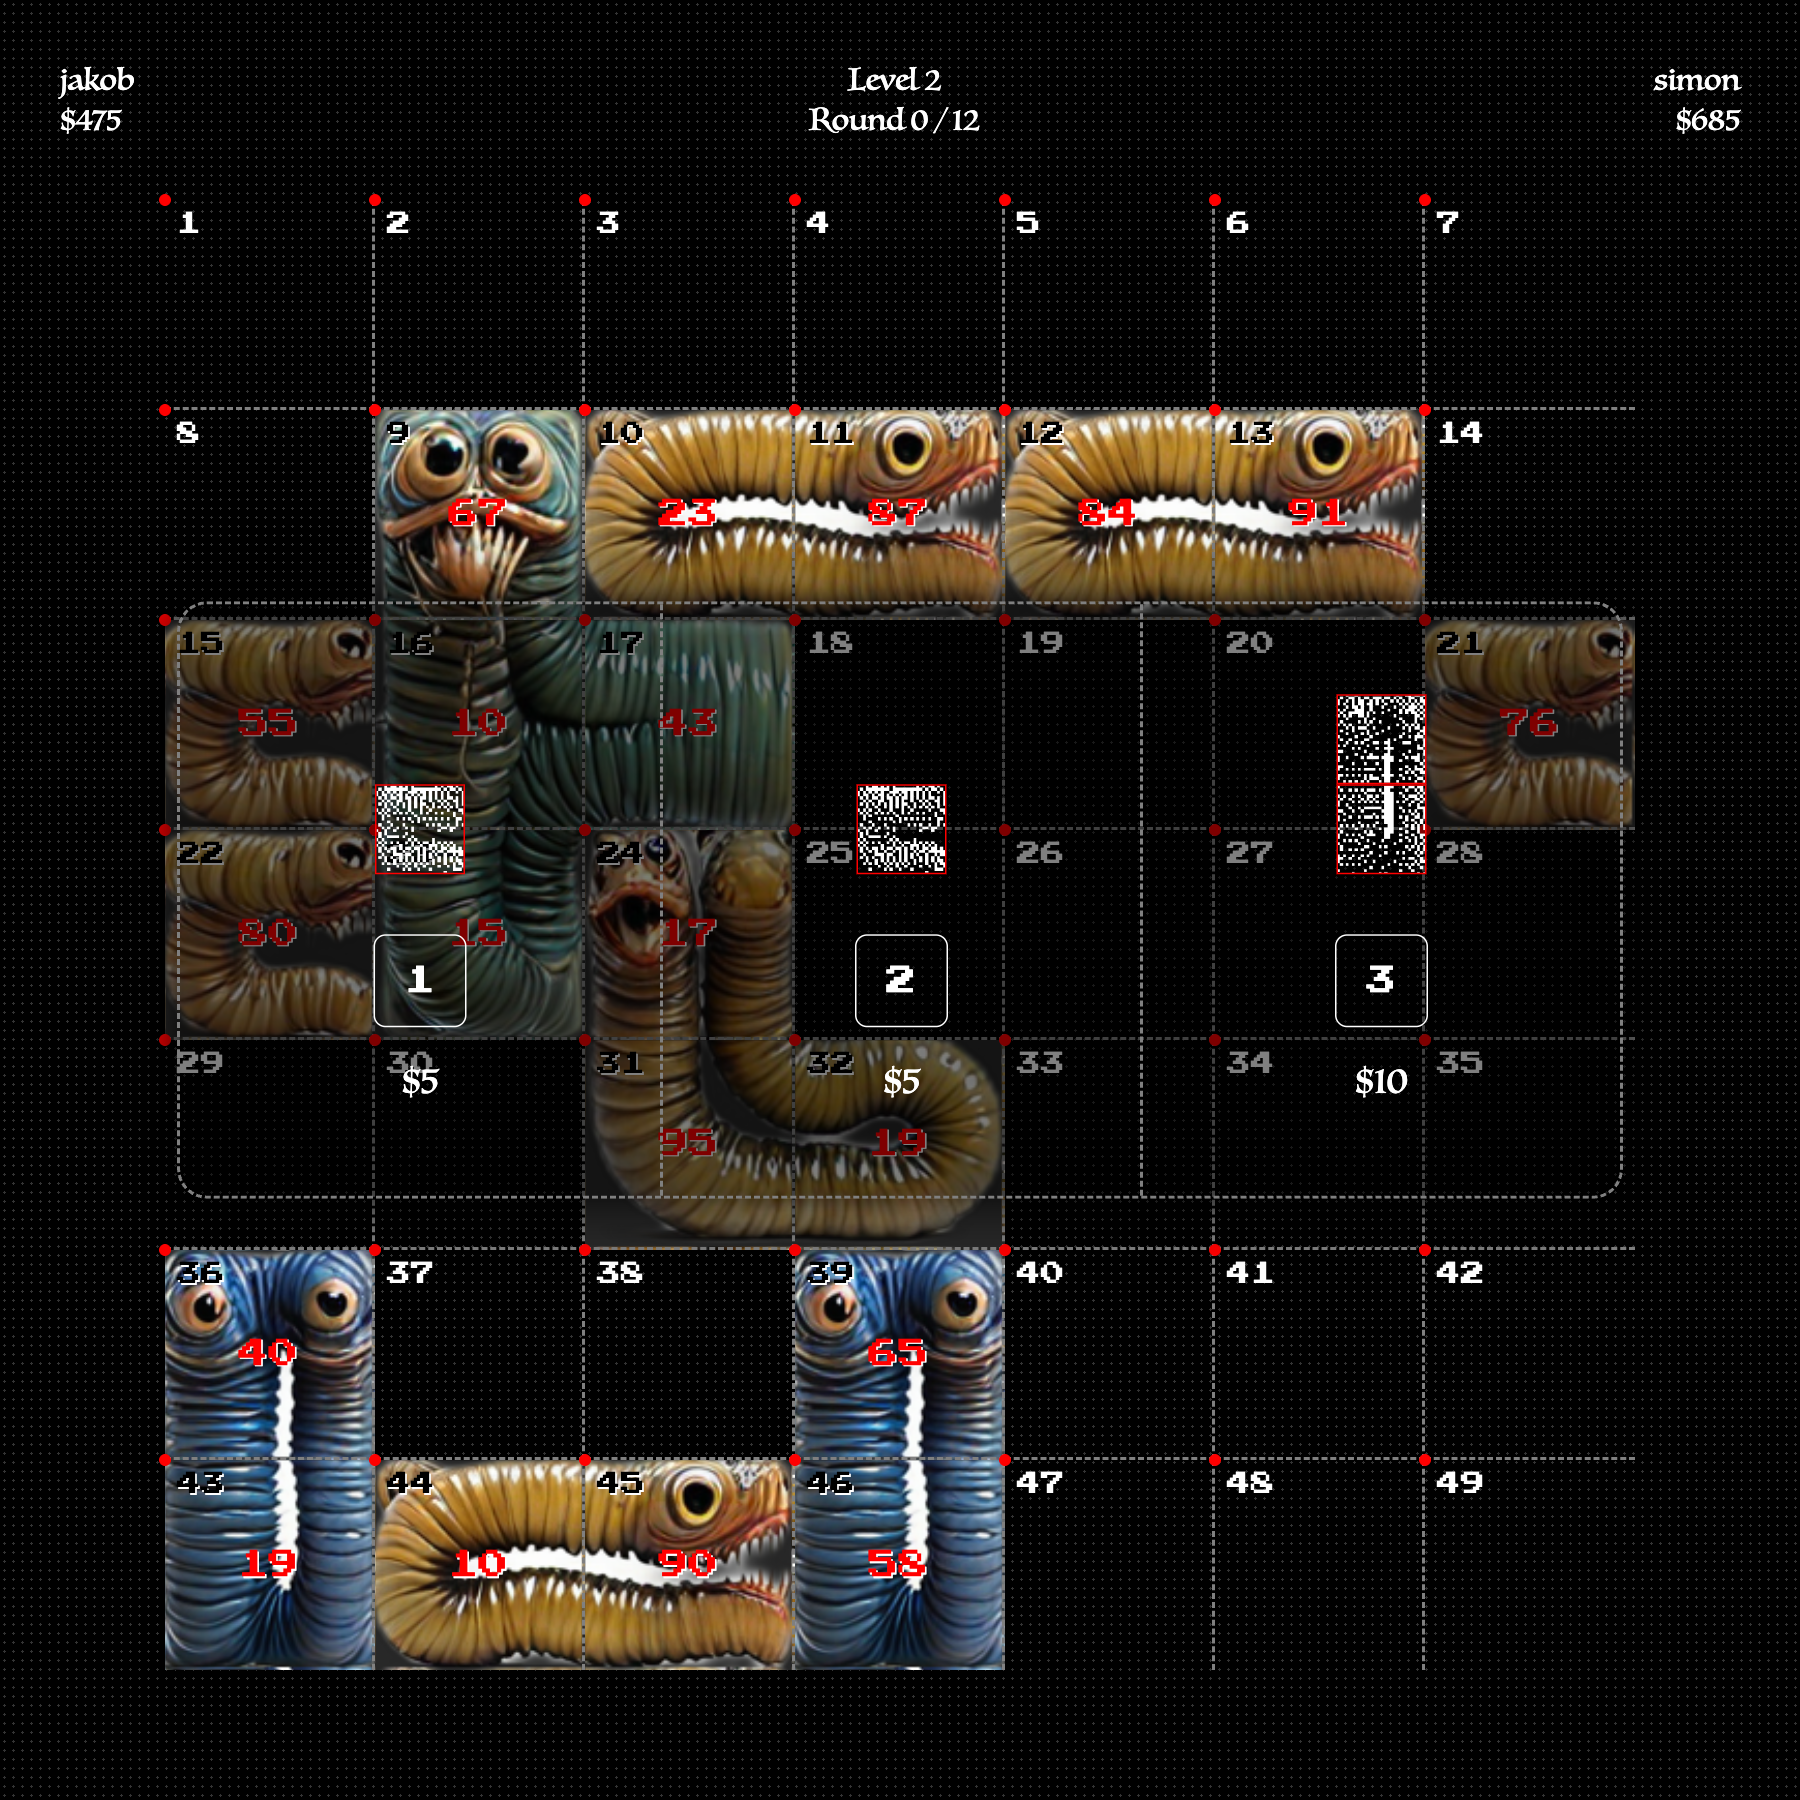 jakob Level 2 simon
$475 Round 0 / 12 $685
1 2 3 4 5 6 7
8 9 10 11 12 13 14
67 23 87 84 91
15 16 17 18 19 20 21
55 10 43 76
22 24 25 26 27 28
80 15 17
1 2 3
29 30 31 32 33 34 35
$5 $5 $10
95 19
36 37 38 39 40 41 42
40 65
43 44 45 46 47 48 49
19 10 90 58